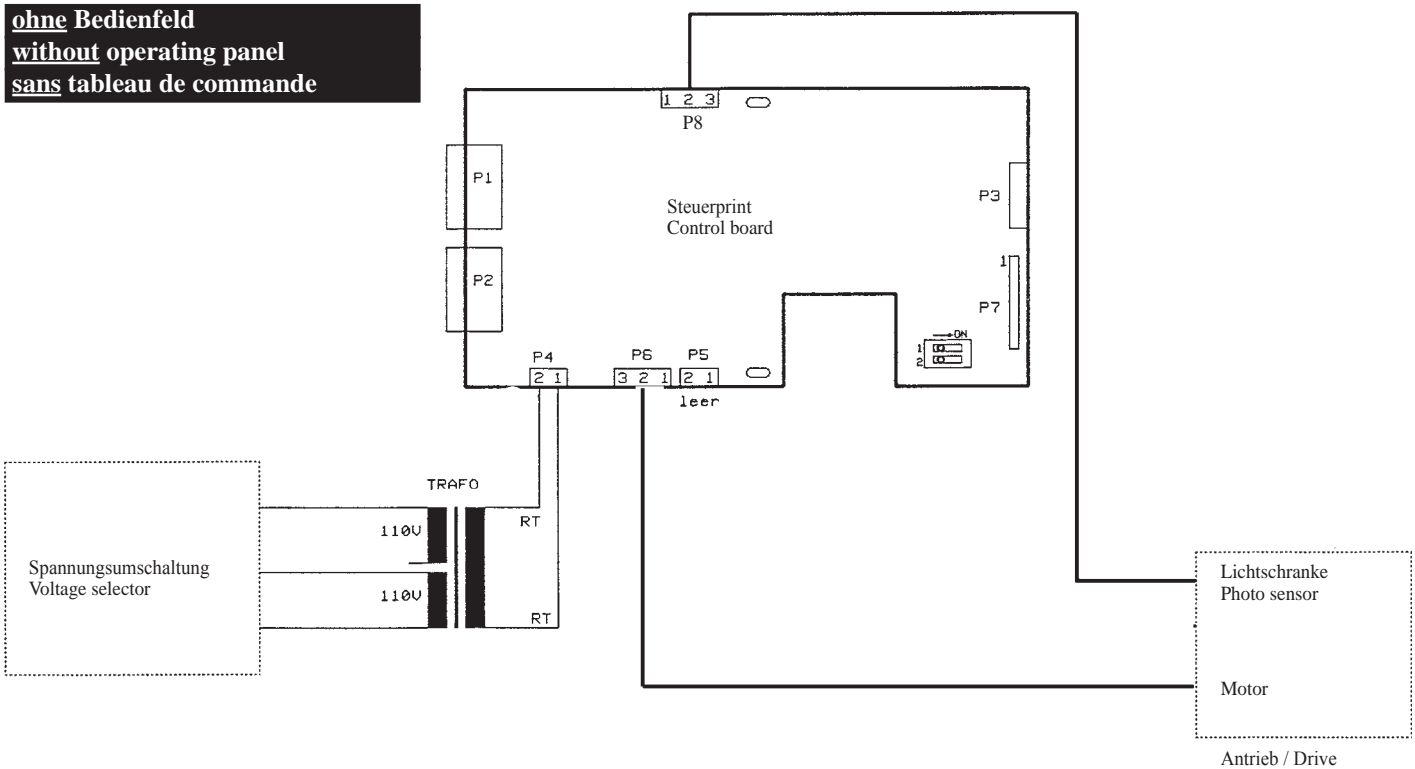 ohne Bedienfeld
without operating panel
sans tableau de commande
1 2 3
P8
P1
P3
Steuerprint
Control board
P2
1
P7
ON
1
2
P4
P6
P5
2 1
3 2 1
2 1
leer
TRAFO
RT
110V
Spannungsumschaltung
Voltage selector
110V
RT
Lichtschranke
Photo sensor
Motor
Antrieb / Drive